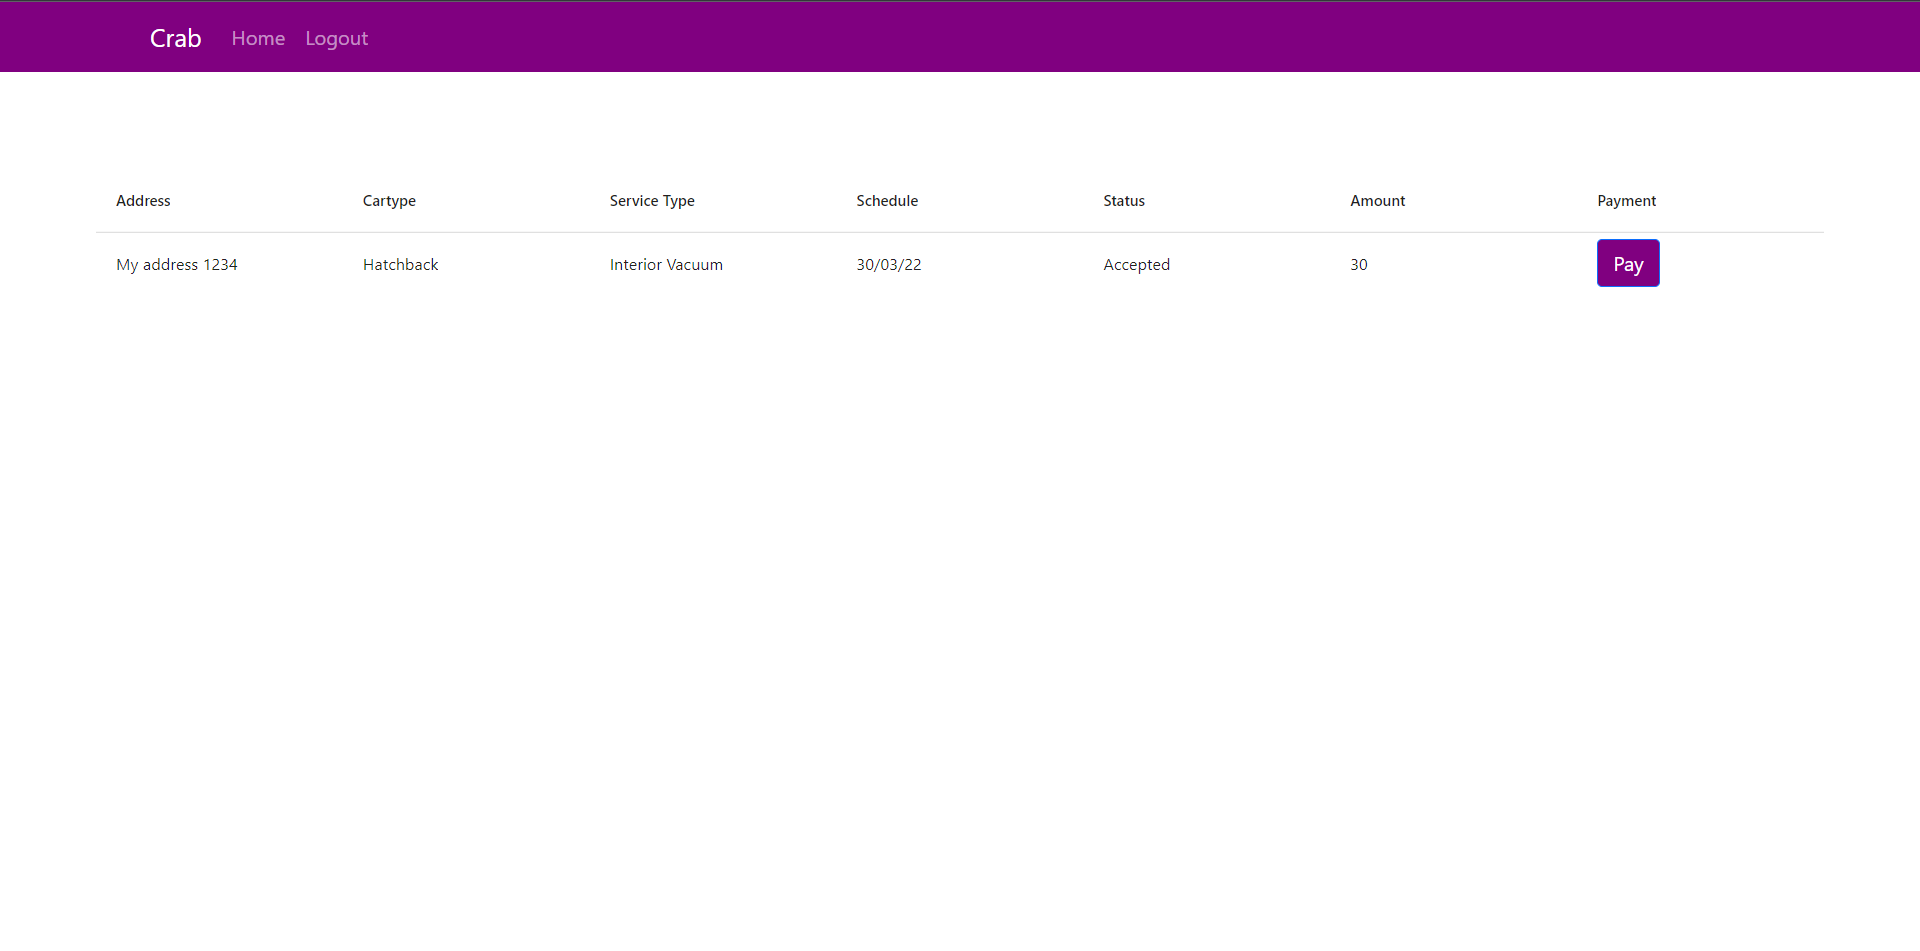 Crab Home Logout
Address Cartype Service Type Schedule Status Amount Payment
My address 1234 Hatchback Interior Vacuum 30/03/22 Accepted 30 Pay